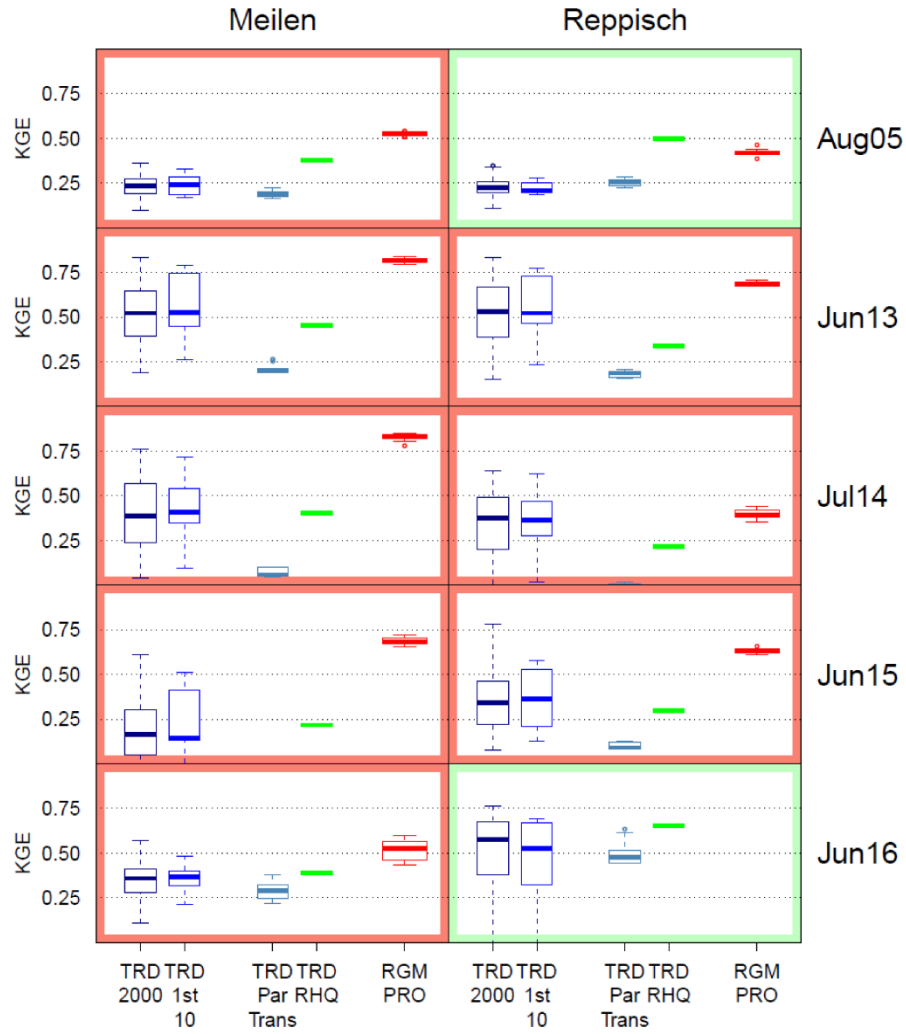 Meilen Reppisch
KGE 0.75 0.50 0.25 Aug05
KGE 0.75 0.50 0.25 Jun13
KGE 0.75 0.50 0.25 Jul14
KGE 0.75 0.50 0.25 Jun15
KGE 0.75 0.50 0.25 Jun16
TRD TRD TRD TRD RGM TRD TRD TRD TRD RGM
2000 1st Par RHQ PRO 2000 1st Par RHQ PRO
10 Trans 10 Trans